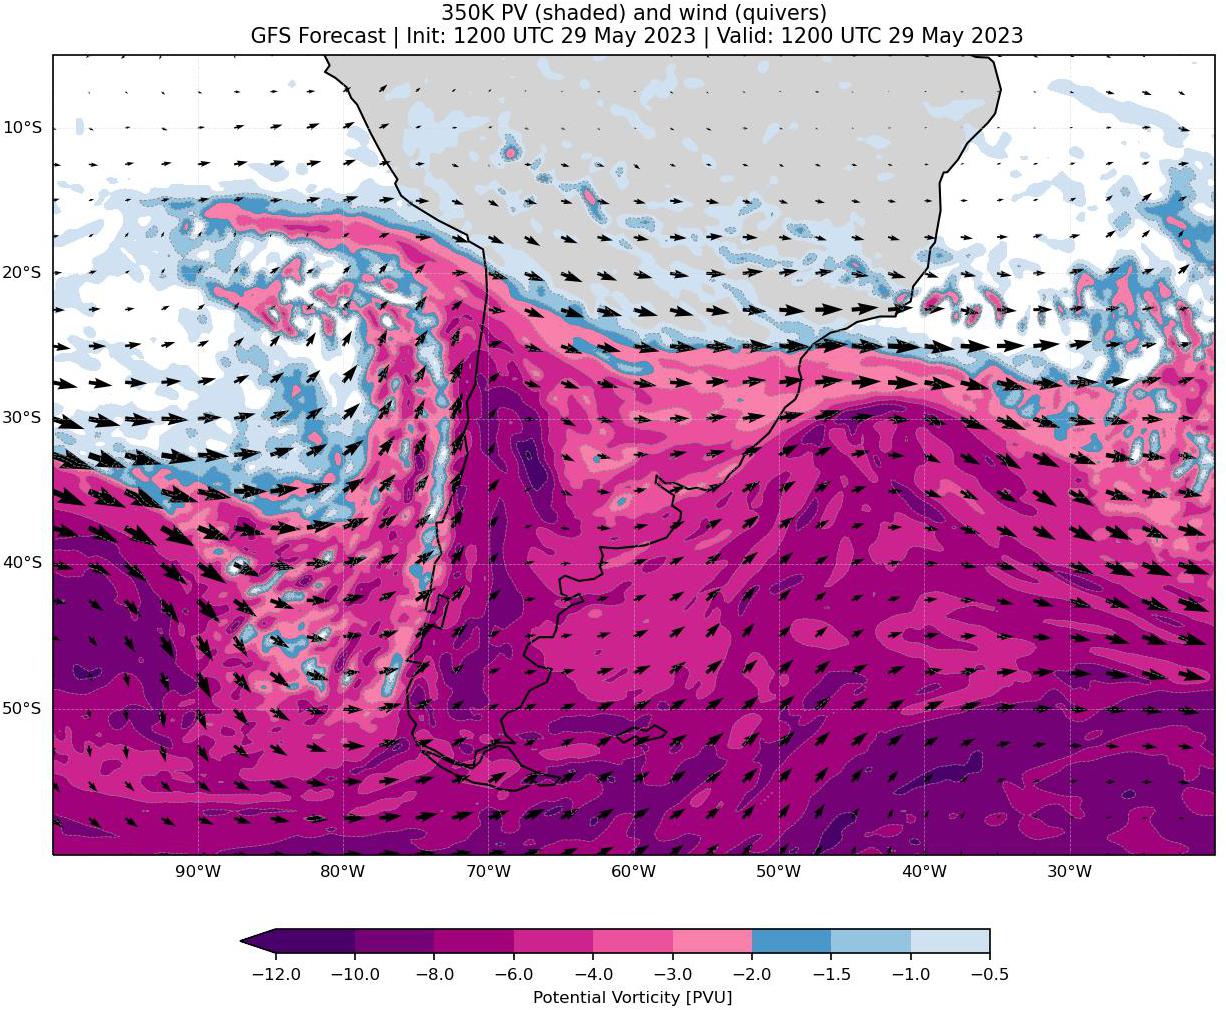 350K PV (shaded) and wind (quivers)
GFS Forecast | Init: 1200 UTC 29 May 2023 | Valid: 1200 UTC 29 May 2023
10°S
20°S
30°S
40°S
50°S
90°W 80°W 70°W 60°W 50°W 40°W 30°W
−12.0 −10.0 −8.0 −6.0 −4.0 −3.0 −2.0 −1.5 −1.0 −0.5
Potential Vorticity [PVU]